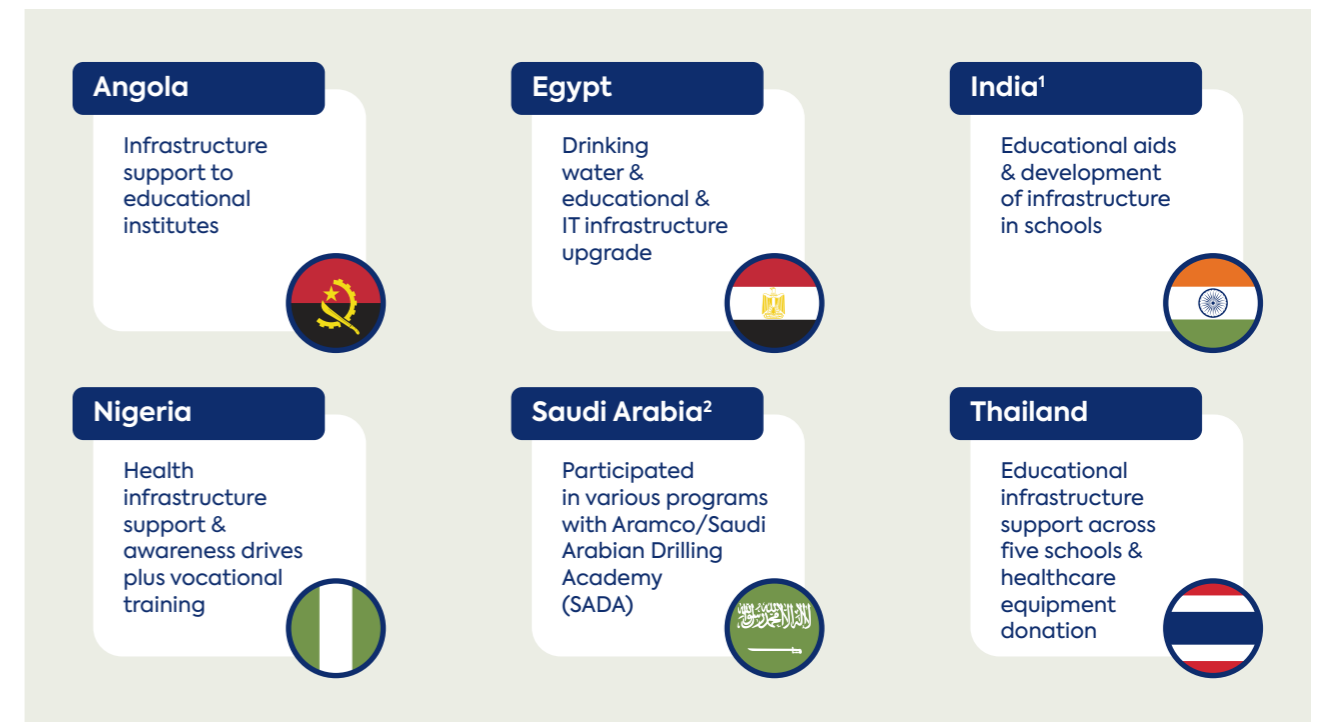 Angola
Infrastructure
support to
educational
institutes
Egypt
Drinking
water &
educational &
IT infrastructure
upgrade
India¹
Educational aids
& development
of infrastructure
in schools
Nigeria
Health
infrastructure
support &
awareness drives
plus vocational
training
Saudi Arabia²
Participated
in various programs
with Aramco/Saudi
Arabian Drilling
Academy
(SADA)
Thailand
Educational
infrastructure
support across
five schools &
healthcare
equipment
donation